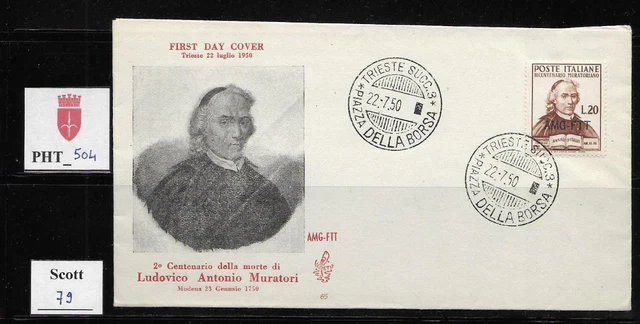 FIRST DAY COVER
Trieste 22 luglio 1950
* TRIESTE SUCC.3 *
22-7.50
PIAZZA DELLA BORSA
POSTE ITALIANE
BICENTENARIO MURATORIANO
L.20
AMG-FTT
* TRIESTE SUCC.3 *
22-7.50
PIAZZA DELLA BORSA
PHT_504
AMG-FTT
2º Centenario della morte di
Ludovico Antonio Muratori
Modena 23 Gennaio 1750
65
Scott
79